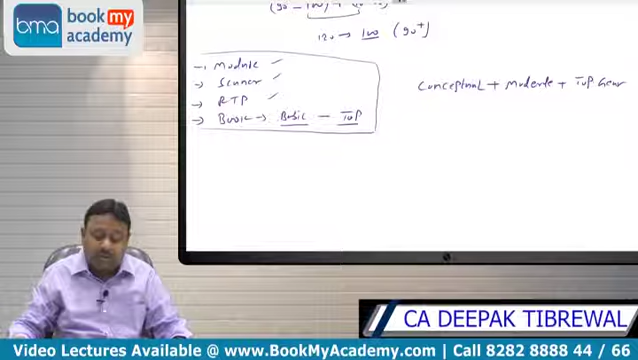 bma book my academy
120 → 100 (90+)
→ Module ✓
→ Scanner ✓
→ RTP ✓
→ Book → Basic — Top
Conceptual + Moderate + Top Gear
CA DEEPAK TIBREWAL
Video Lectures Available @ www.BookMyAcademy.com | Call 8282 8888 44 / 66